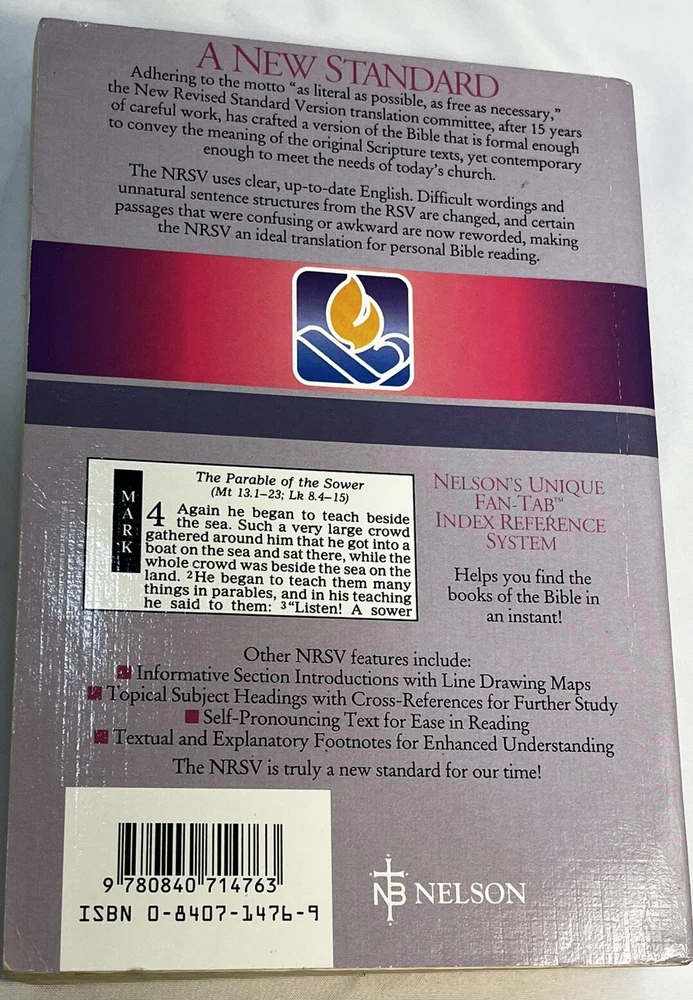 A NEW STANDARD
Adhering to the motto "as literal as possible, as free as necessary,"
the New Revised Standard Version translation committee, after 15 years
of careful work, has crafted a version of the Bible that is formal enough
to convey the meaning of the original Scripture texts, yet contemporary
enough to meet the needs of today's church.
The NRSV uses clear, up-to-date English. Difficult wordings and
unnatural sentence structures from the RSV are changed, and certain
passages that were confusing or awkward are now reworded, making
the NRSV an ideal translation for personal Bible reading.
MARK
The Parable of the Sower
(Mt 13.1–23; Lk 8.4–15)
4 Again he began to teach beside
the sea. Such a very large crowd
gathered around him that he got into a
boat on the sea and sat there, while the
whole crowd was beside the sea on the
land. ²He began to teach them many
things in parables, and in his teaching
he said to them: ³"Listen! A sower
NELSON'S UNIQUE
FAN-TAB™
INDEX REFERENCE
SYSTEM
Helps you find the
books of the Bible in
an instant!
Other NRSV features include:
■ Informative Section Introductions with Line Drawing Maps
■ Topical Subject Headings with Cross-References for Further Study
■ Self-Pronouncing Text for Ease in Reading
■ Textual and Explanatory Footnotes for Enhanced Understanding
The NRSV is truly a new standard for our time!
9 780840 714763
ISBN 0-8407-1476-9
NB NELSON